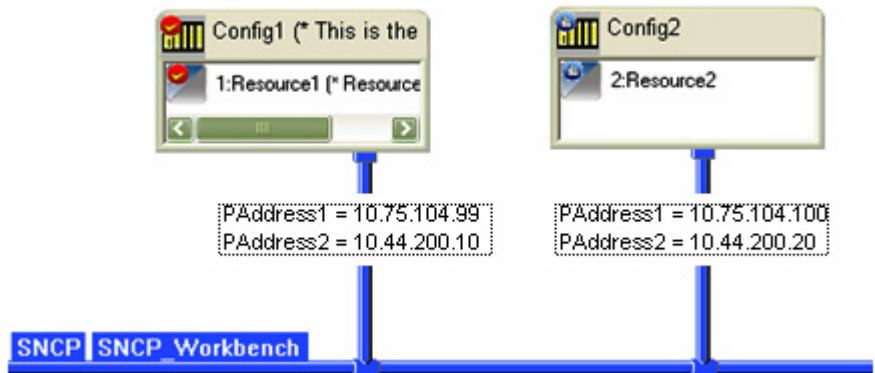 Config1 (* This is the
1:Resource1 (* Resource
Config2
2:Resource2
PAddress1 = 10.75.104.99
PAddress2 = 10.44.200.10
PAddress1 = 10.75.104.100
PAddress2 = 10.44.200.20
SNCP SNCP_Workbench